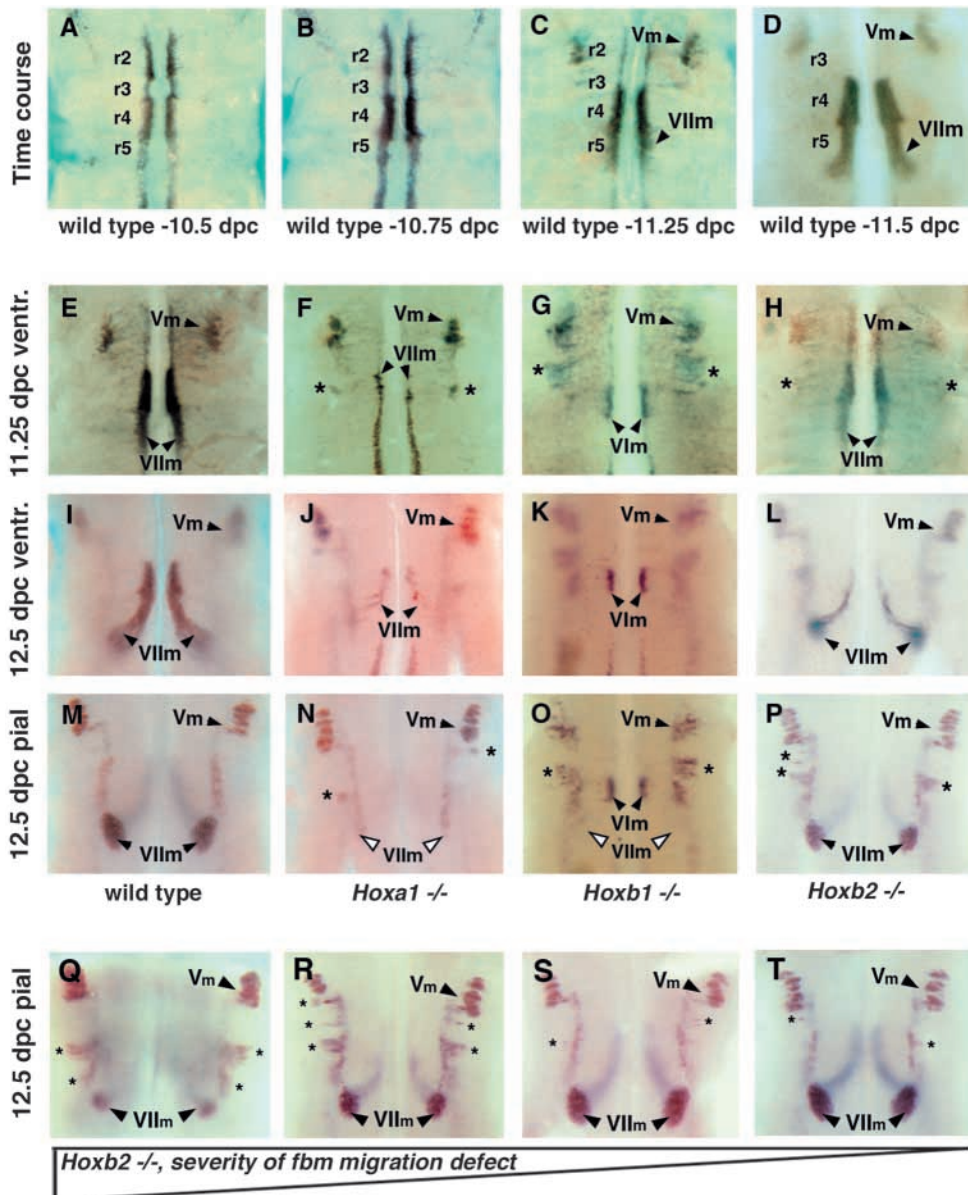 Time course
A
r2
r3
r4
r5
B
r2
r3
r4
r5
C
r2
r3
r4
r5
Vm
VIIm
D
r3
r4
r5
Vm
VIIm
wild type -10.5 dpc
wild type -10.75 dpc
wild type -11.25 dpc
wild type -11.5 dpc
11.25 dpc ventr.
E
Vm
VIIm
F
Vm
VIIm
*
*
G
Vm
*
*
VIm
H
Vm
*
*
VIIm
12.5 dpc ventr.
I
Vm
VIIm
J
Vm
VIIm
K
Vm
VIm
L
Vm
VIIm
12.5 dpc pial
M
Vm
VIIm
N
Vm
*
*
VIIm
O
Vm
*
*
VIm
VIIm
P
Vm
*
*
*
VIIm
wild type
Hoxa1 -/-
Hoxb1 -/-
Hoxb2 -/-
12.5 dpc pial
Q
Vm
*
*
*
*
VIIm
R
Vm
*
*
*
*
*
VIIm
S
Vm
*
*
VIIm
T
Vm
*
*
VIIm
Hoxb2 -/-, severity of fbm migration defect